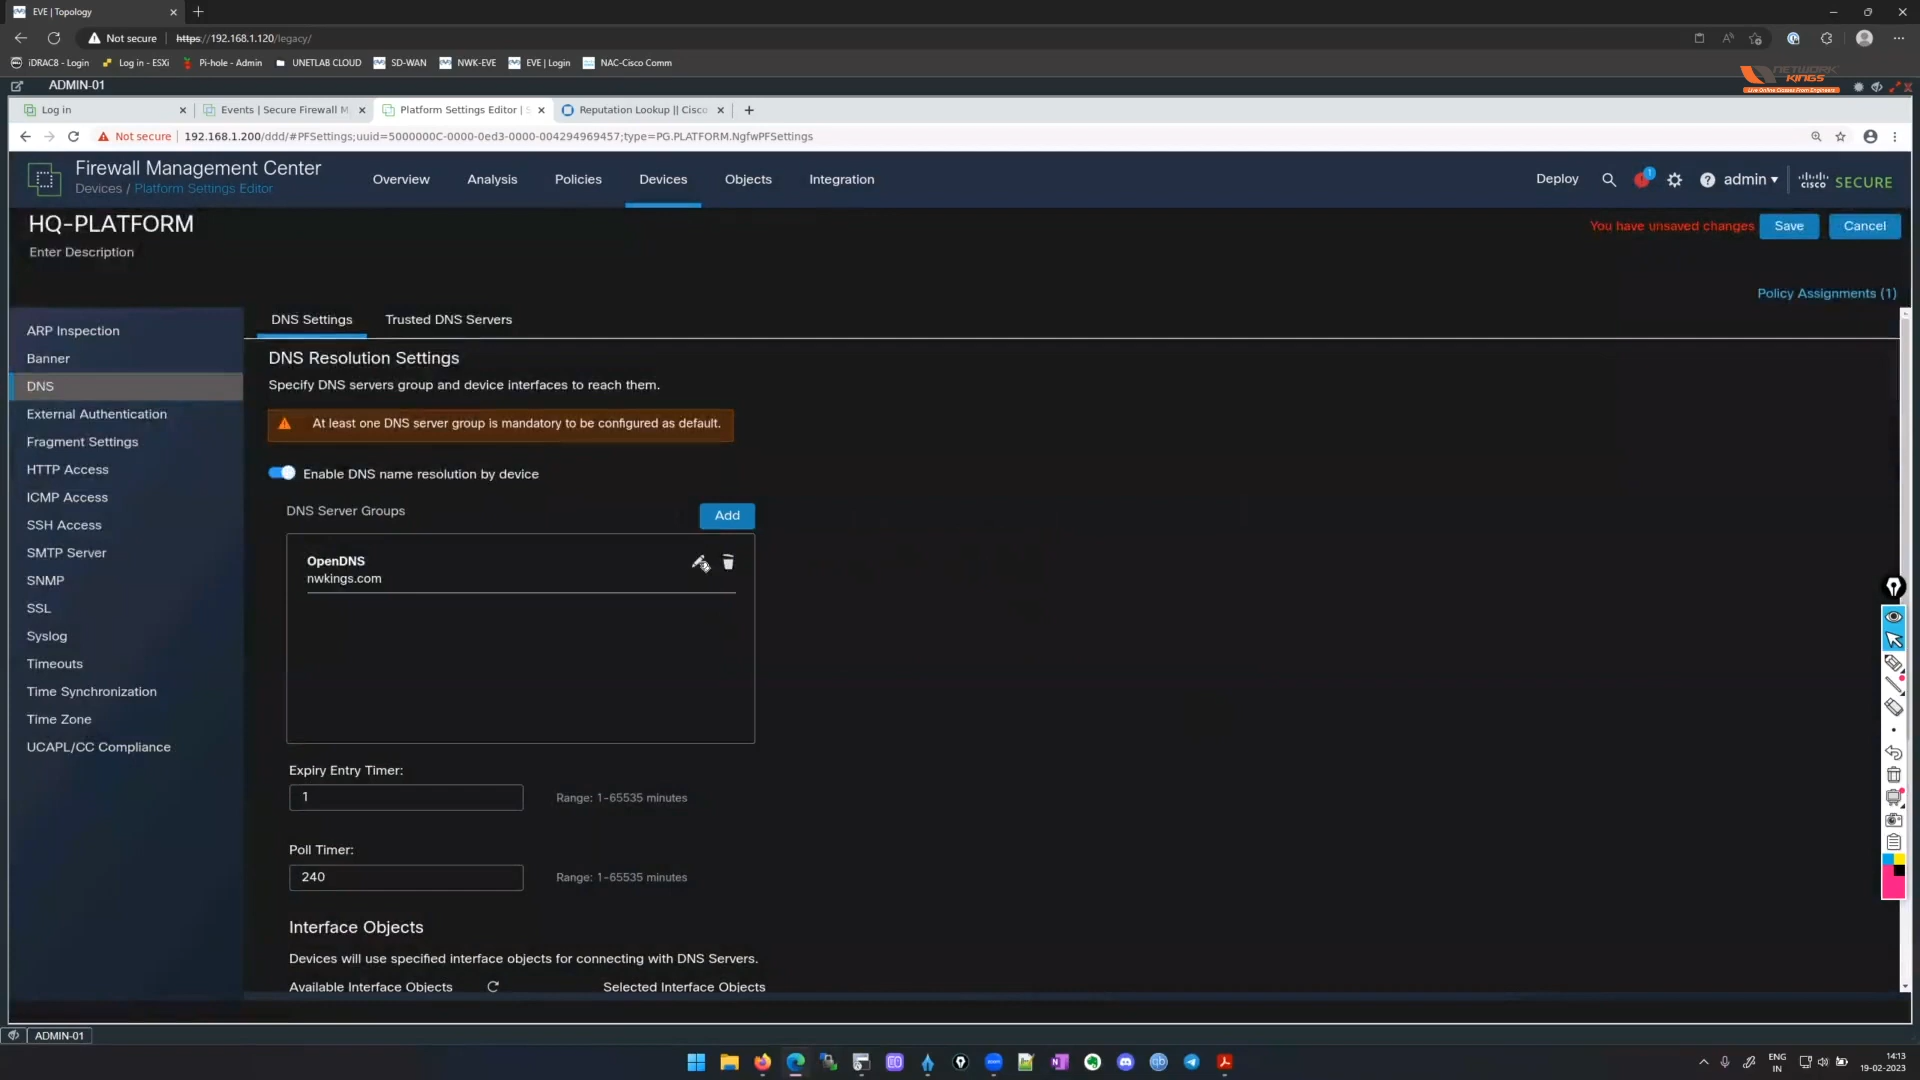 EVE | Topology
Not secure https://192.168.1.120/legacy/
iDRAC8 - Login Log in - ESXi Pi-hole - Admin UNETLAB CLOUD SD-WAN NWK-EVE EVE | Login NAC-Cisco Comm
ADMIN-01
NETWORK KINGS
Live Online Classes From Engineers
Log in Events | Secure Firewall M Platform Settings Editor | S Reputation Lookup || Cisco
Not secure 192.168.1.200/ddd/#PFSettings;uuid=5000000C-0000-0ed3-0000-004294969457;type=PG.PLATFORM.NgfwPFSettings
Firewall Management Center
Devices / Platform Settings Editor
Overview Analysis Policies Devices Objects Integration
Deploy 1 admin CISCO SECURE
HQ-PLATFORM
Enter Description
You have unsaved changes Save Cancel
Policy Assignments (1)
ARP Inspection
Banner
DNS
External Authentication
Fragment Settings
HTTP Access
ICMP Access
SSH Access
SMTP Server
SNMP
SSL
Syslog
Timeouts
Time Synchronization
Time Zone
UCAPL/CC Compliance
DNS Settings Trusted DNS Servers
DNS Resolution Settings
Specify DNS servers group and device interfaces to reach them.
At least one DNS server group is mandatory to be configured as default.
Enable DNS name resolution by device
DNS Server Groups Add
OpenDNS
nwkings.com
Expiry Entry Timer:
1 Range: 1-65535 minutes
Poll Timer:
240 Range: 1-65535 minutes
Interface Objects
Devices will use specified interface objects for connecting with DNS Servers.
Available Interface Objects Selected Interface Objects
ADMIN-01
ENG
IN
14:13
19-02-2023